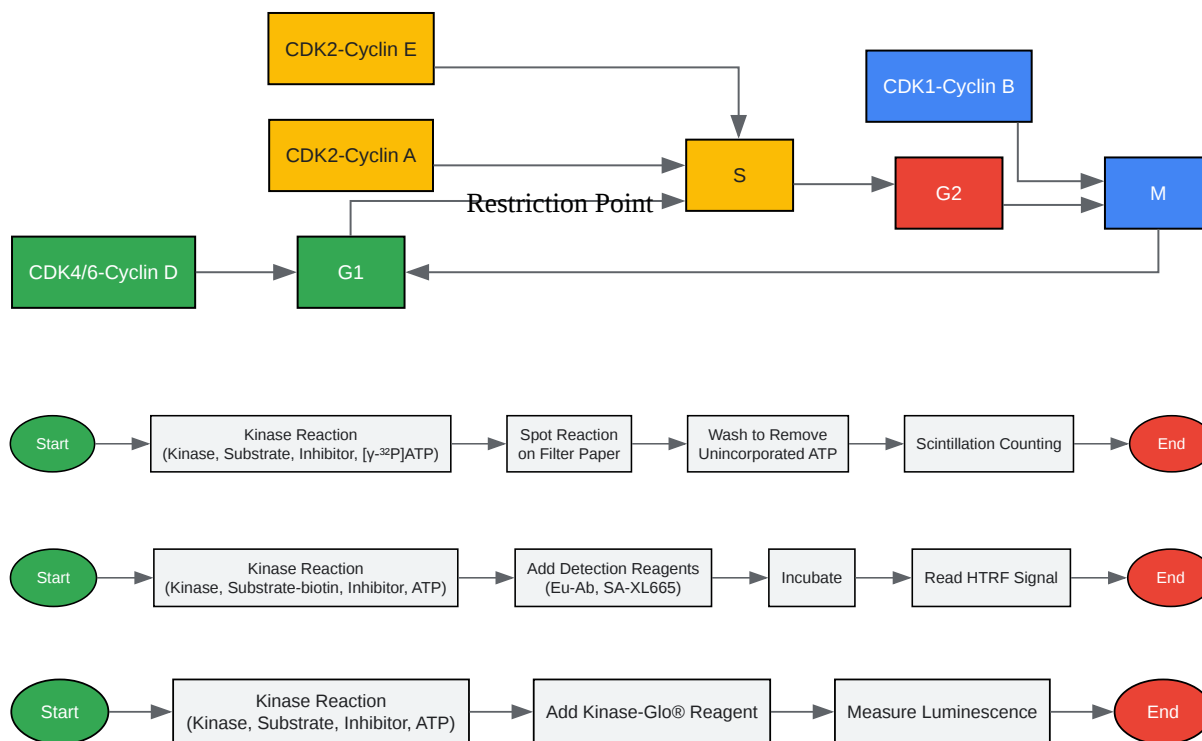 CDK2-Cyclin E
CDK1-Cyclin B
CDK2-Cyclin A
S
G2
M
Restriction Point
CDK4/6-Cyclin D
G1
Start
Kinase Reaction
(Kinase, Substrate, Inhibitor, [γ-³²P]ATP)
Spot Reaction
on Filter Paper
Wash to Remove
Unincorporated ATP
Scintillation Counting
End
Start
Kinase Reaction
(Kinase, Substrate-biotin, Inhibitor, ATP)
Add Detection Reagents
(Eu-Ab, SA-XL665)
Incubate
Read HTRF Signal
End
Start
Kinase Reaction
(Kinase, Substrate, Inhibitor, ATP)
Add Kinase-Glo® Reagent
Measure Luminescence
End